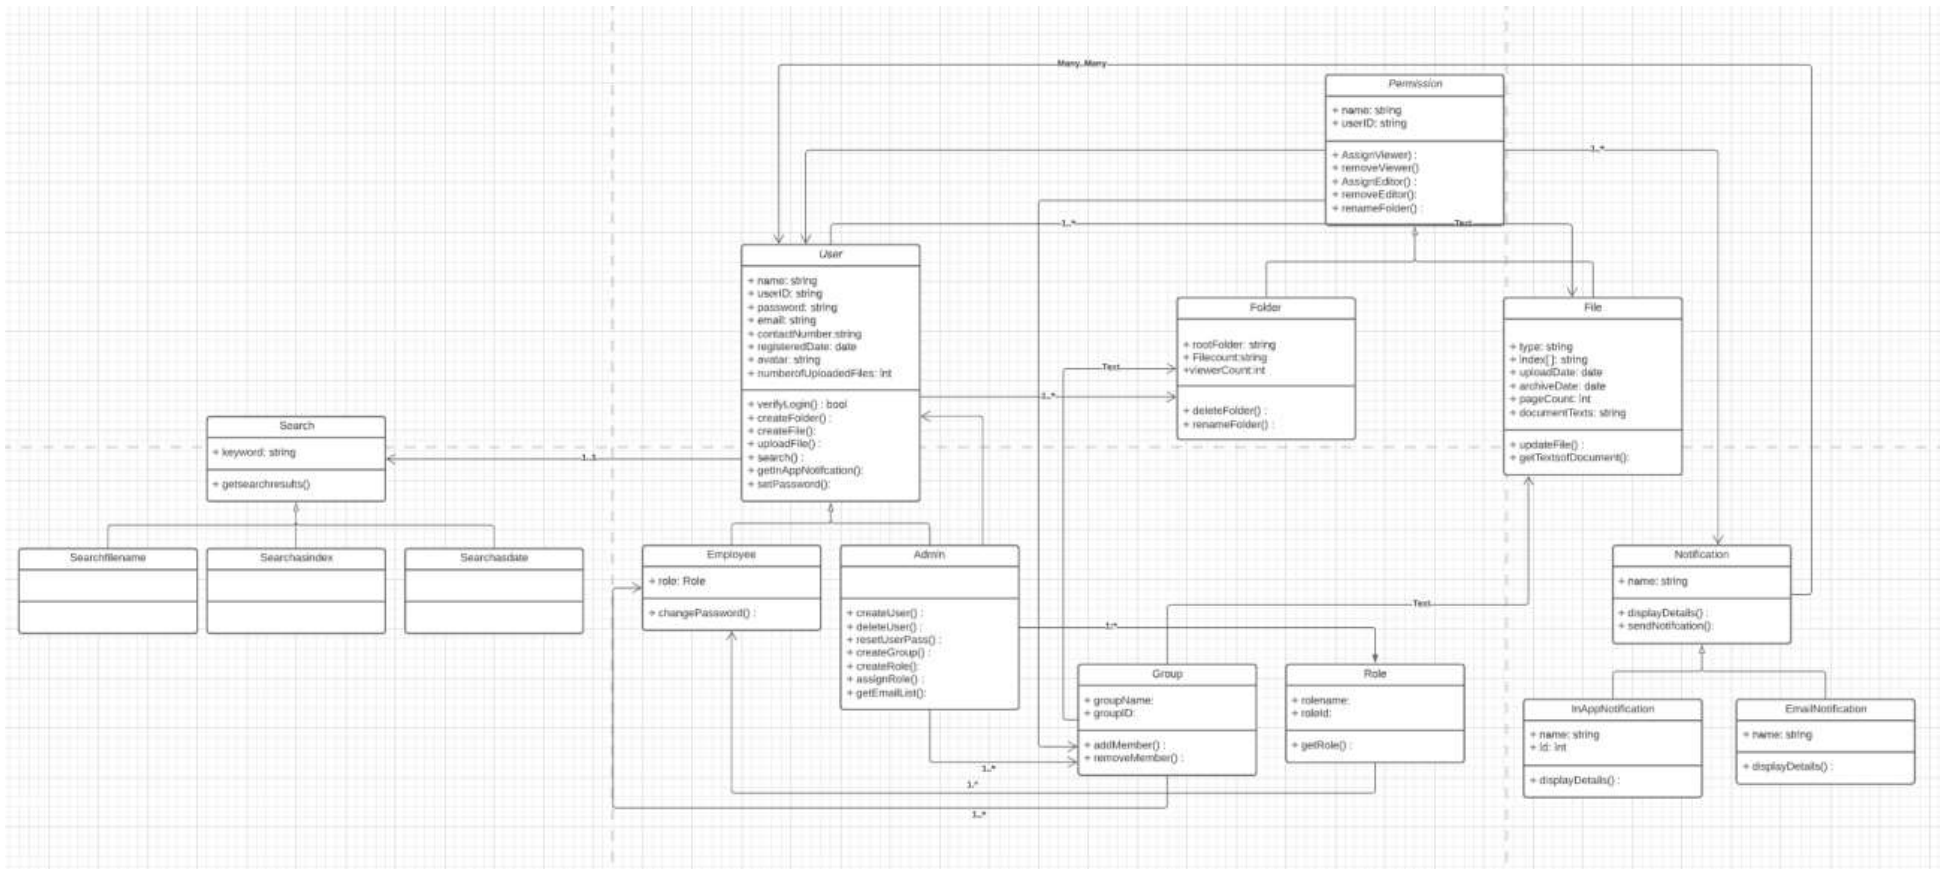 Many..Many
Permission
+ name: string
+ userID: string
+ AssignViewer) :
+ removeViewer()
+ AssignEditor() :
+ removeEditor():
+ renameFolder() :
1..*
1..*
Text
User
+ name: string
+ userID: string
+ password: string
+ email: string
+ contactNumber:string
+ registeredDate: date
+ avatar: string
+ numberofUploadedFiles: int
+ verifyLogin() : bool
+ createFolder() :
+ createFile():
+ uploadFile() :
+ search() :
+ getInAppNotifcation():
+ setPassword():
Folder
+ rootFolder: string
+ Filecount:string
+viewerCount:int
+ deleteFolder() :
+ renameFolder() :
File
+ type: string
+ index[ ]: string
+ uploadDate: date
+ archiveDate: date
+ pageCount: int
+ documentTexts: string
+ updateFile() :
+ getTextsofDocument():
Text
1..*
Search
+ keyword: string
+ getsearchresults()
1..1
Searchfilename
Searchasindex
Searchasdate
Employee
+ role: Role
+ changePassword() :
Admin
+ createUser() :
+ deleteUser() :
+ resetUserPass() :
+ createGroup() :
+ createRole():
+ assignRole() :
+ getEmailList():
Notification
+ name: string
+ displayDetails() :
+ sendNotifcation():
Text
1..*
Group
+ groupName:
+ groupID:
+ addMember() :
+ removeMember() :
Role
+ rolename:
+ roleId:
+ getRole() :
InAppNotification
+ name: string
+ id: int
+ displayDetails() :
EmailNotification
+ name: string
+ displayDetails() :
1..*
1.*
1..*